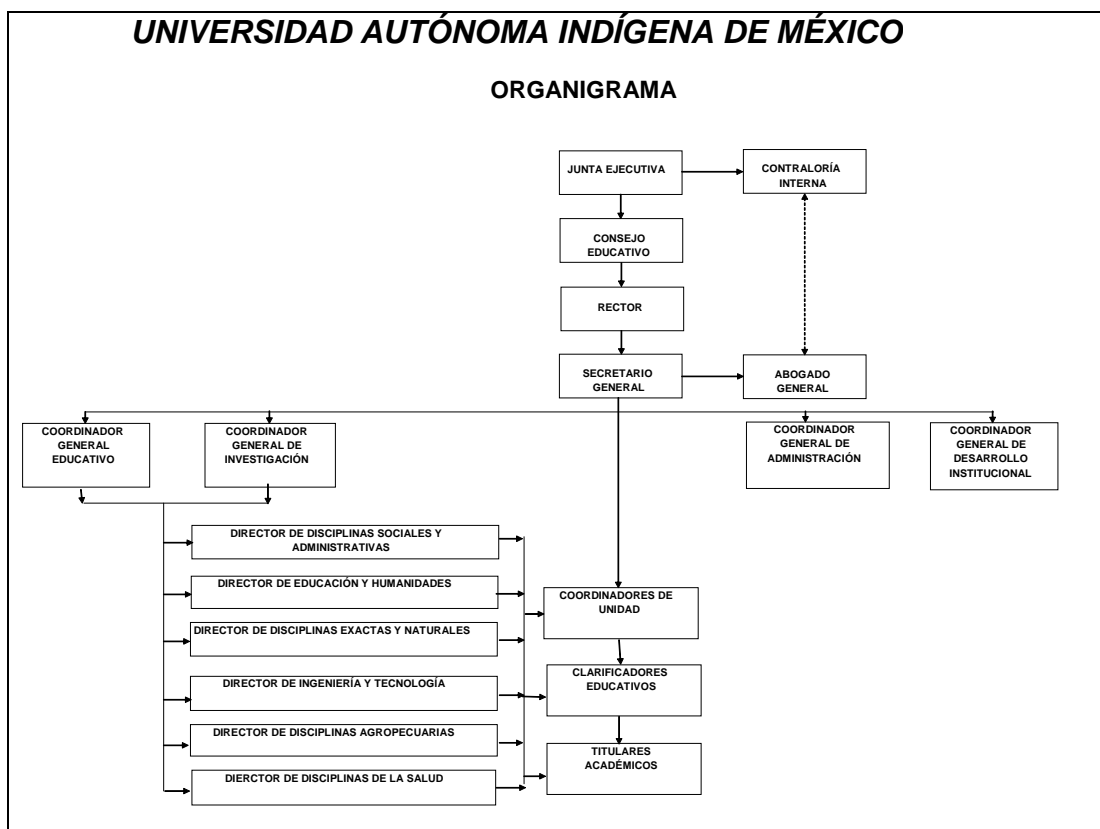 UNIVERSIDAD AUTÓNOMA INDÍGENA DE MÉXICO
ORGANIGRAMA
JUNTA EJECUTIVA
CONTRALORÍA
INTERNA
CONSEJO
EDUCATIVO
RECTOR
SECRETARIO
GENERAL
ABOGADO
GENERAL
COORDINADOR
GENERAL
EDUCATIVO
COORDINADOR
GENERAL DE
INVESTIGACIÓN
COORDINADOR
GENERAL DE
ADMINISTRACIÓN
COORDINADOR
GENERAL DE
DESARROLLO
INSTITUCIONAL
DIRECTOR DE DISCIPLINAS SOCIALES Y
ADMINISTRATIVAS
DIRECTOR DE EDUCACIÓN Y HUMANIDADES
DIRECTOR DE DISCIPLINAS EXACTAS Y NATURALES
DIRECTOR DE INGENIERÍA Y TECNOLOGÍA
DIRECTOR DE DISCIPLINAS AGROPECUARIAS
DIERCTOR DE DISCIPLINAS DE LA SALUD
COORDINADORES DE
UNIDAD
CLARIFICADORES
EDUCATIVOS
TITULARES
ACADÉMICOS